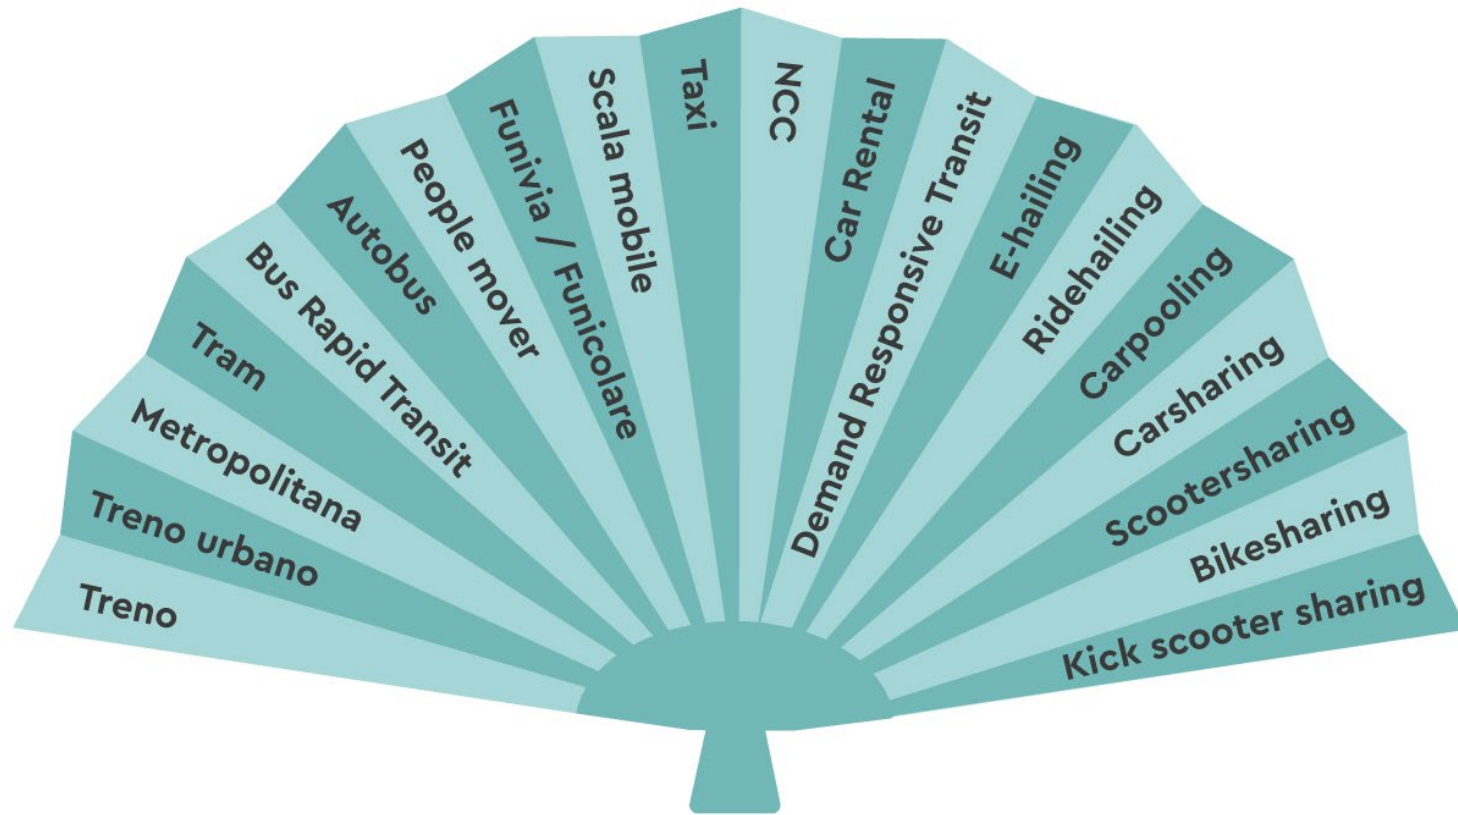 Treno
Treno urbano
Metropolitana
Tram
Bus Rapid Transit
Autobus
People mover
Funivia / Funicolare
Scala mobile
Taxi
NCC
Car Rental
Demand Responsive Transit
E-hailing
Ridehailing
Carpooling
Carsharing
Scootersharing
Bikesharing
Kick scooter sharing